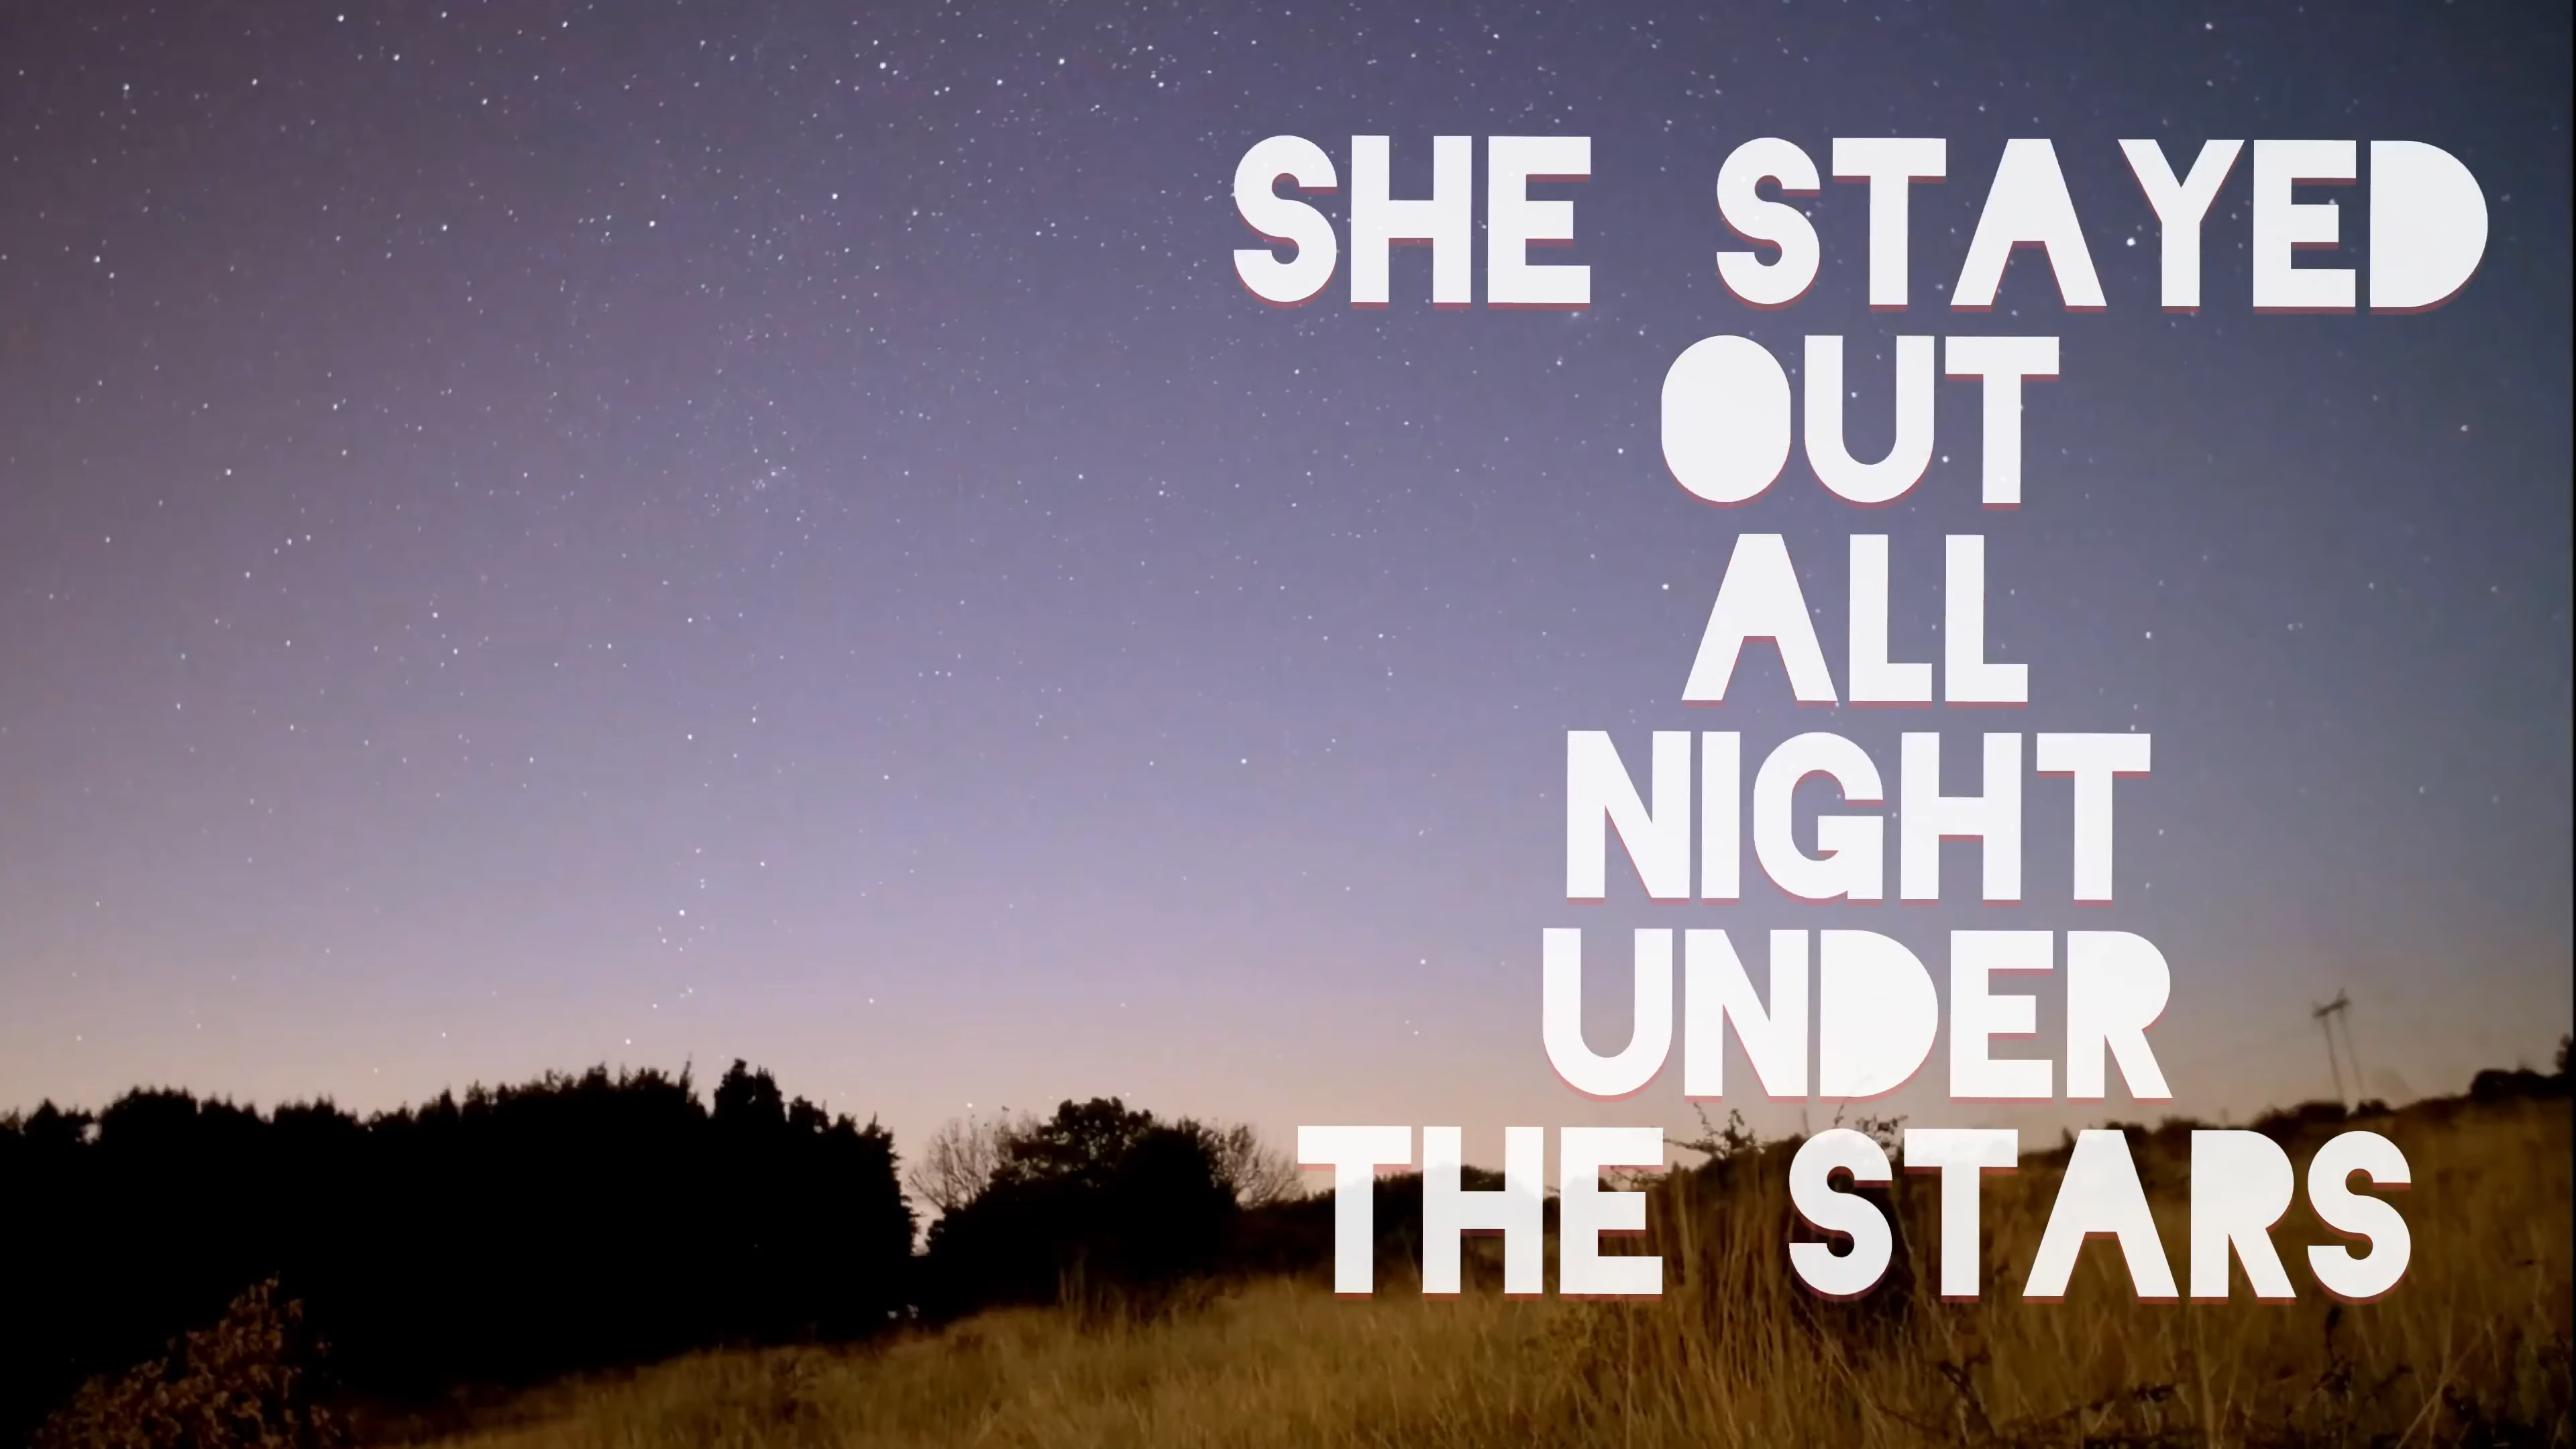 SHE STAYED
OUT
ALL
NIGHT
UNDER
THE STARS